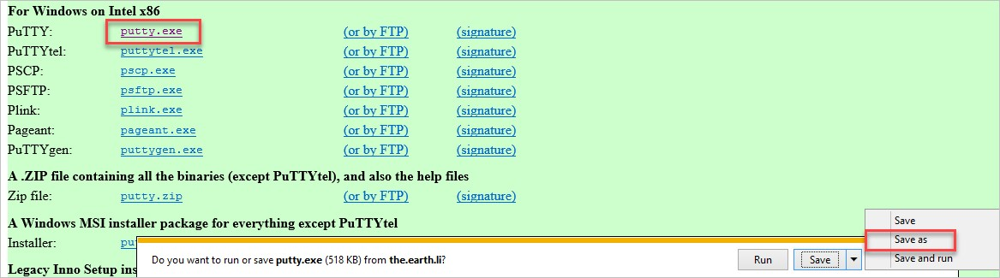 For Windows on Intel x86
PuTTY: putty.exe (or by FTP) (signature)
PuTTYtel: puttytel.exe (or by FTP) (signature)
PSCP: pscp.exe (or by FTP) (signature)
PSFTP: psftp.exe (or by FTP) (signature)
Plink: plink.exe (or by FTP) (signature)
Pageant: pageant.exe (or by FTP) (signature)
PuTTYgen: puttygen.exe (or by FTP) (signature)
A .ZIP file containing all the binaries (except PuTTYtel), and also the help files
Zip file: putty.zip (or by FTP) (signature)
A Windows MSI installer package for everything except PuTTYtel
Installer:
Legacy Inno Setup
Do you want to run or save putty.exe (518 KB) from the.earth.li? Run Save
Save
Save as
Save and run